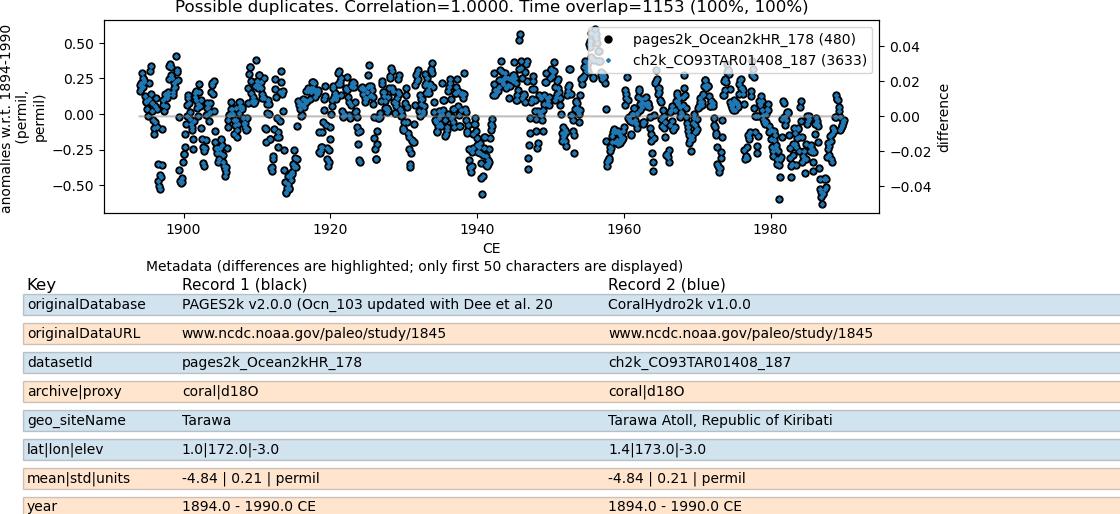 Possible duplicates. Correlation=1.0000. Time overlap=1153 (100%, 100%)
anomalies w.r.t. 1894-1990
(permil,
permil)
0.50
0.25
0.00
−0.25
−0.50
pages2k_Ocean2kHR_178 (480)
ch2k_CO93TAR01408_187 (3633)
0.04
0.02
0.00
−0.02
−0.04
difference
1900 1920 1940 1960 1980
CE
Metadata (differences are highlighted; only first 50 characters are displayed)
Key Record 1 (black) Record 2 (blue)
originalDatabase PAGES2k v2.0.0 (Ocn_103 updated with Dee et al. 20 CoralHydro2k v1.0.0
originalDataURL www.ncdc.noaa.gov/paleo/study/1845 www.ncdc.noaa.gov/paleo/study/1845
datasetId pages2k_Ocean2kHR_178 ch2k_CO93TAR01408_187
archive|proxy coral|d18O coral|d18O
geo_siteName Tarawa Tarawa Atoll, Republic of Kiribati
lat|lon|elev 1.0|172.0|-3.0 1.4|173.0|-3.0
mean|std|units -4.84 | 0.21 | permil -4.84 | 0.21 | permil
year 1894.0 - 1990.0 CE 1894.0 - 1990.0 CE